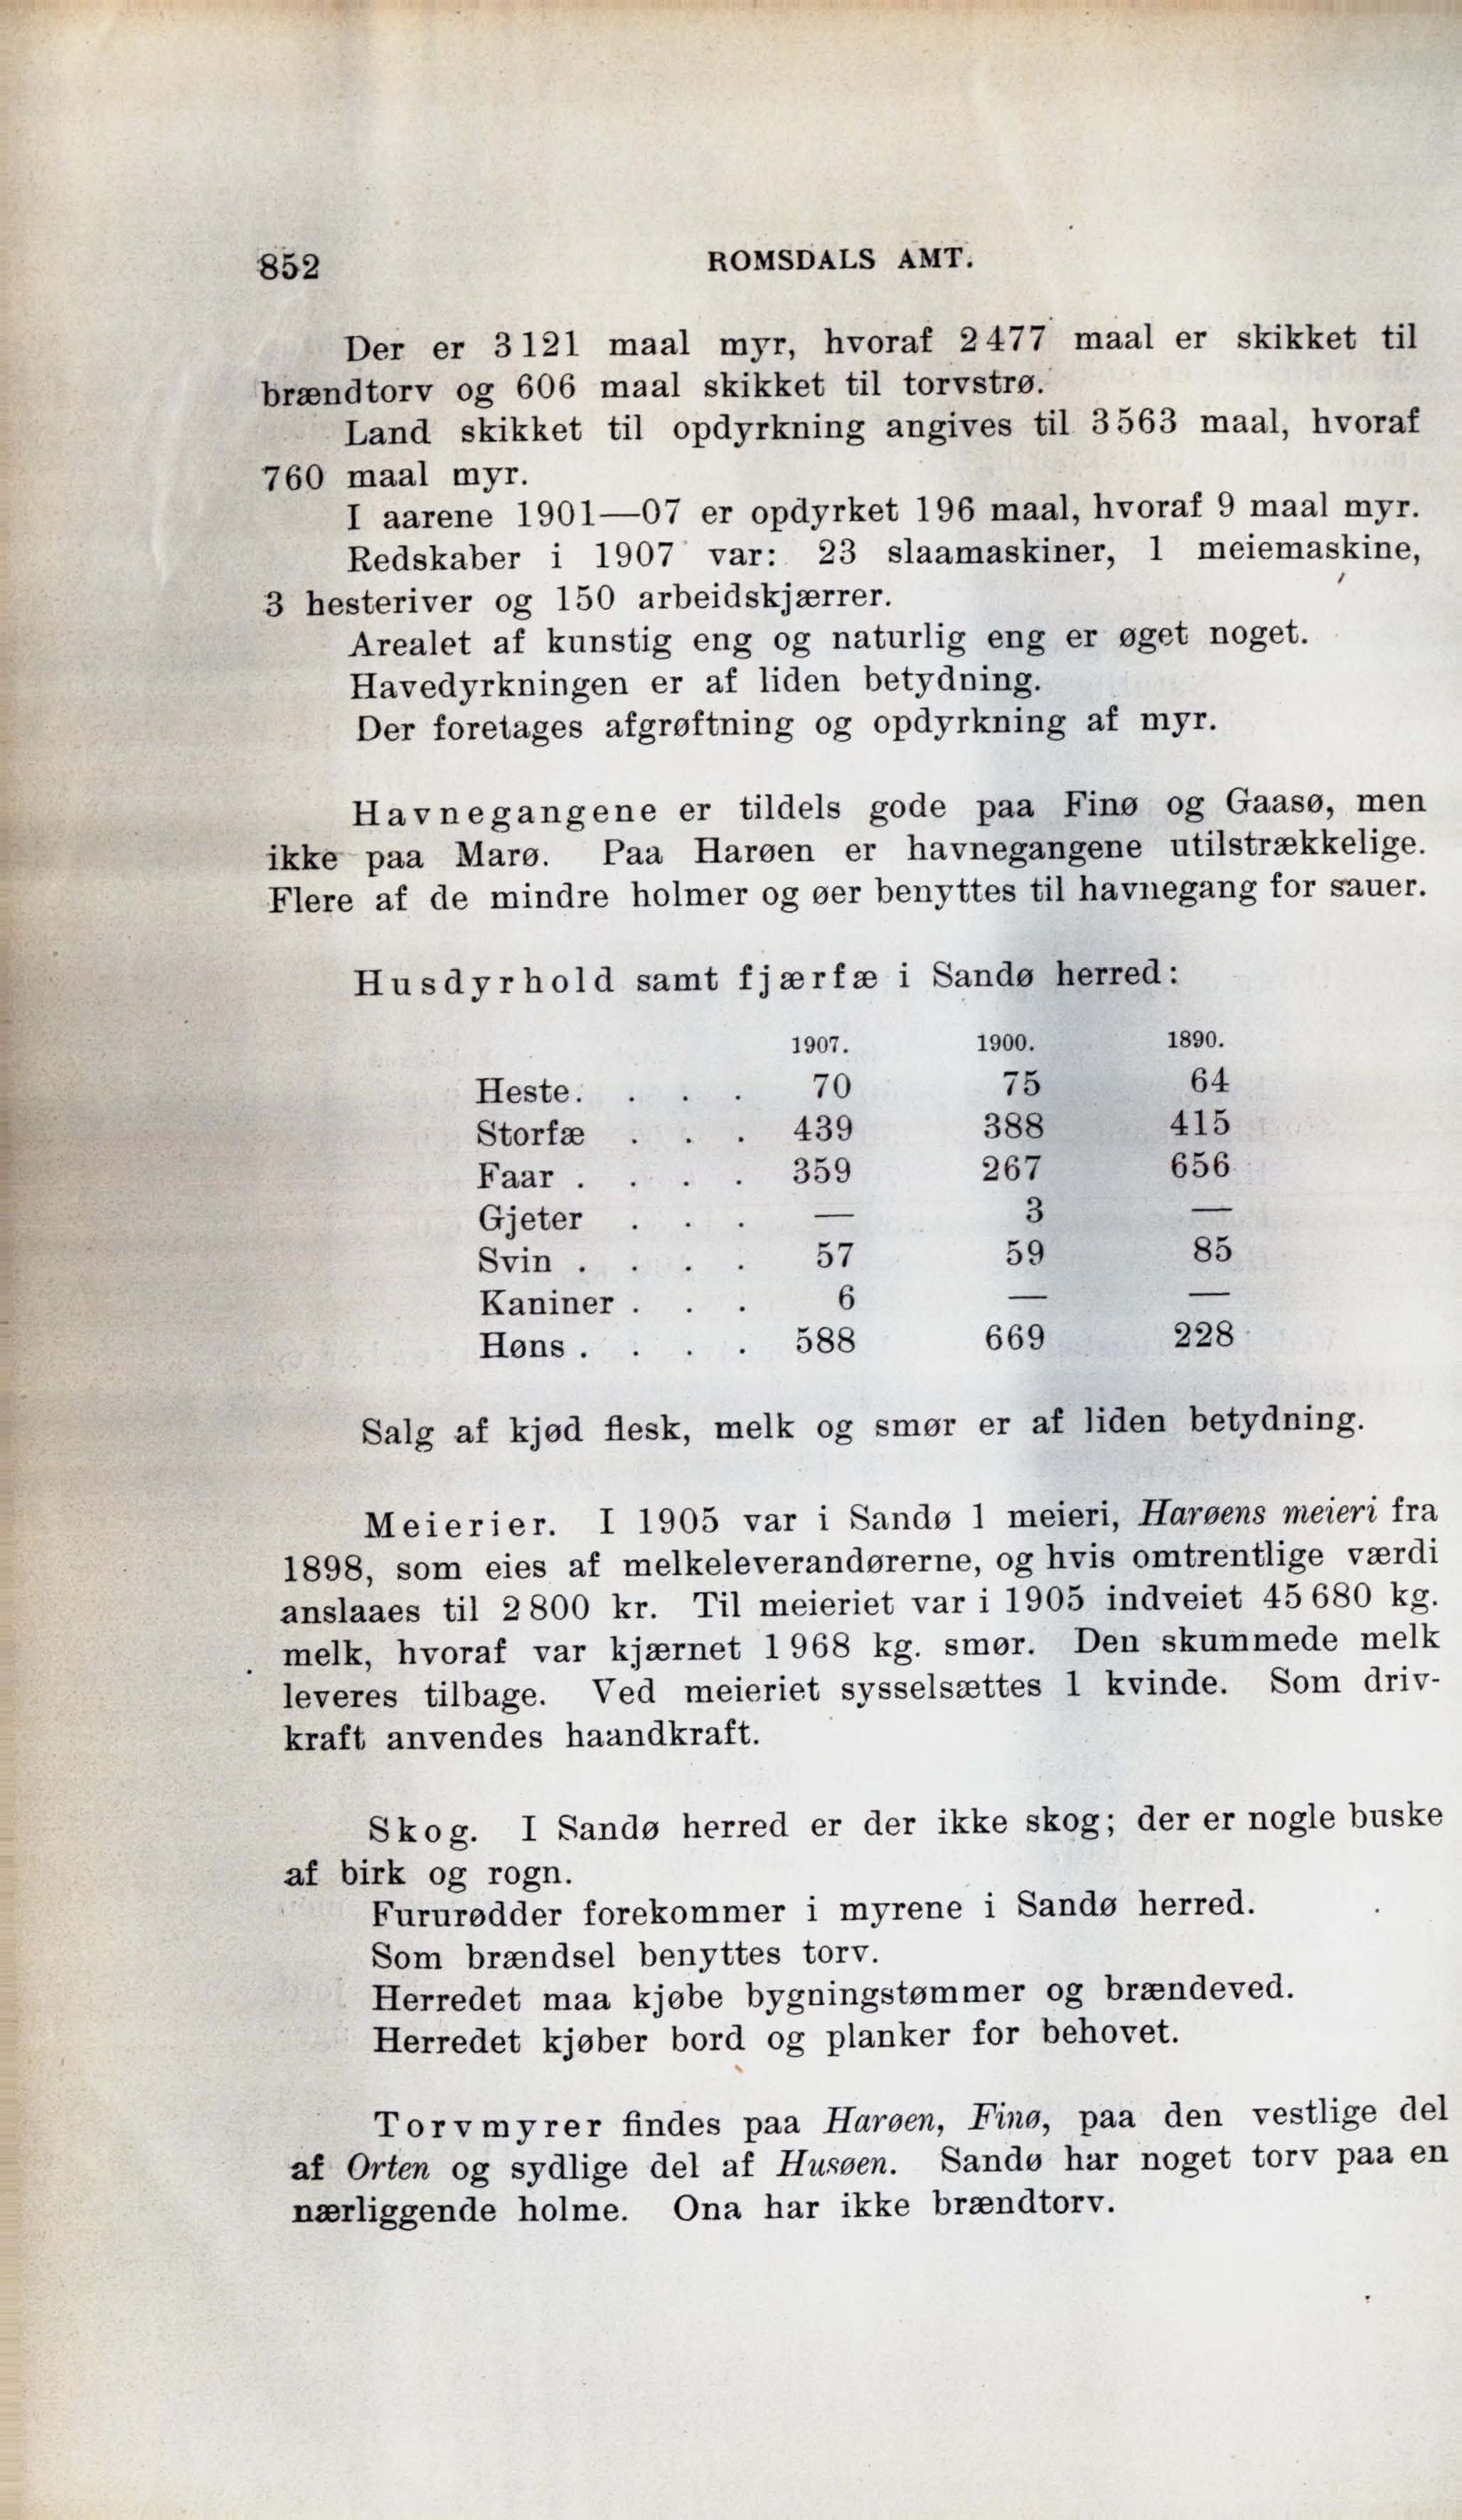 852
ROMSDALS AMT.
Der er 3121 maal myr, hvoraf 2477 maal er skikket til
brændtorv og 606 maal skikket til torvstrø.
Land skikket til opdyrkning angives til 3563 maal, hvoraf
760 maal myr.
I aarene 1901—07 er opdyrket 196 maal, hvoraf 9 maal myr.
Redskaber i 1907 var: 23 slaamaskiner, 1 meiemaskine,
3 hesteriver og 150 arbeidskjærrer.
Arealet af kunstig eng og naturlig eng er øget noget.
Havedyrkningen er af liden betydning.
Der foretages afgrøftning og opdyrkning af myr.
Havnegangene er tildels gode paa Finø og Gaasø, men
ikke paa Marø. Paa Harøen er havnegangene utilstrækkelige.
Flere af de mindre holmer og øer benyttes til havnegang for sauer.
Husdyrhold samt fjærfæ i Sandø herred:
1907. 1900. 1890.
Heste. . . . 70 75 64
Storfæ . . . 439 388 415
Faar . . . . 359 267 656
Gjeter . . . — 3 —
Svin . . . . 57 59 85
Kaniner . . . 6 — —
Høns . . . . 588 669 228
Salg af kjød flesk, melk og smør er af liden betydning.
Meierier. I 1905 var i Sandø 1 meieri, Harøens meieri fra
1898, som eies af melkeleverandørerne, og hvis omtrentlige værdi
anslaaes til 2800 kr. Til meieriet var i 1905 indveiet 45680 kg.
melk, hvoraf var kjærnet 1968 kg. smør. Den skummede melk
leveres tilbage. Ved meieriet sysselsættes 1 kvinde. Som driv-
kraft anvendes haandkraft.
Skog. I Sandø herred er der ikke skog; der er nogle buske
af birk og rogn.
Fururødder forekommer i myrene i Sandø herred.
Som brændsel benyttes torv.
Herredet maa kjøbe bygningstømmer og brændeved.
Herredet kjøber bord og planker for behovet.
Torvmyrer findes paa Harøen, Finø, paa den vestlige del
af Orten og sydlige del af Husøen. Sandø har noget torv paa en
nærliggende holme. Ona har ikke brændtorv.